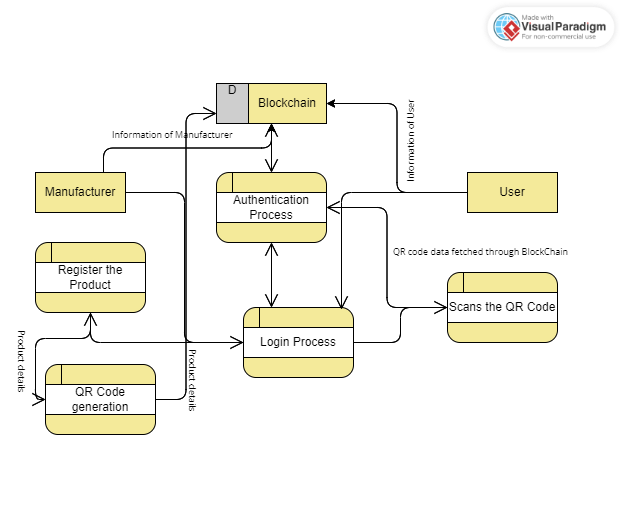 Made with
VisualParadigm
For non-commercial use
D
Blockchain
Information of Manufacturer
Information of User
Manufacturer
Authentication
Process
User
Register the
Product
QR code data fetched through BlockChain
Scans the QR Code
Login Process
Product details
Product details
QR Code
generation